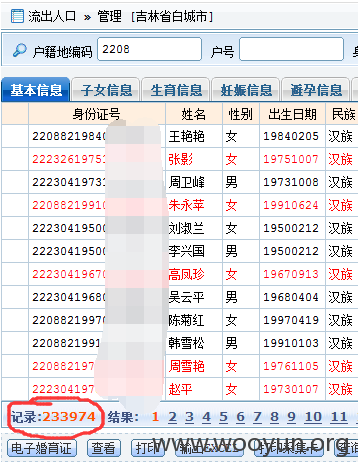 流出人口 » 管理 [吉林省白城市]
户籍地编码 2208 户号
基本信息 子女信息 生育信息 妊娠信息 避孕信息
身份证号 姓名 性别 出生日期 民族
22088219840 王艳艳 女 19840205 汉族
22232619751 张影 女 19751007 汉族
22230419731 周卫峰 男 19731008 汉族
22088219910 朱永苹 女 19910624 汉族
22230419500 刘淑兰 女 19500212 汉族
22230419500 李兴国 男 19500212 汉族
22230419670 高凤珍 女 19670913 汉族
22230419680 吴云平 男 19680404 汉族
22088219970 陈菊红 女 19970419 汉族
22088219910 韩雪松 男 19910103 汉族
22088219761 周雪艳 女 19761105 汉族
22230419731 赵平 女 19730107 汉族
记录:233974 结果: 1 2 3 4 5 6 7 8 9 10 11
电子婚育证 查看 打印
www.wooyun.org